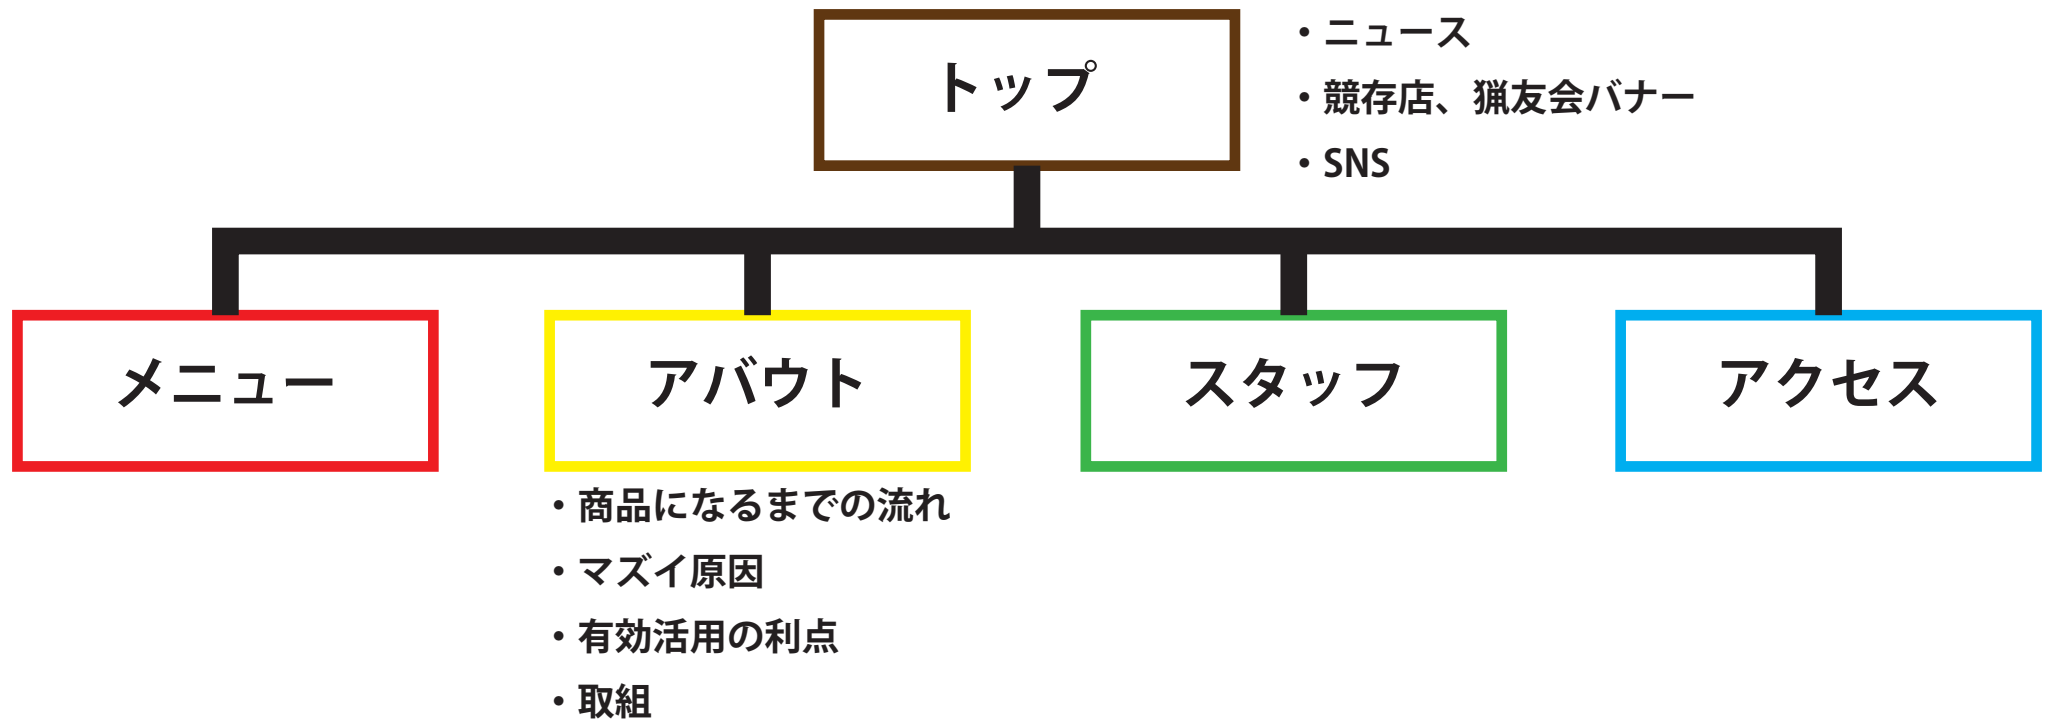 トップ
・ニュース
・競存店、猟友会バナー
・SNS
メニュー
アバウト
スタッフ
アクセス
・商品になるまでの流れ
・マズイ原因
・有効活用の利点
・取組